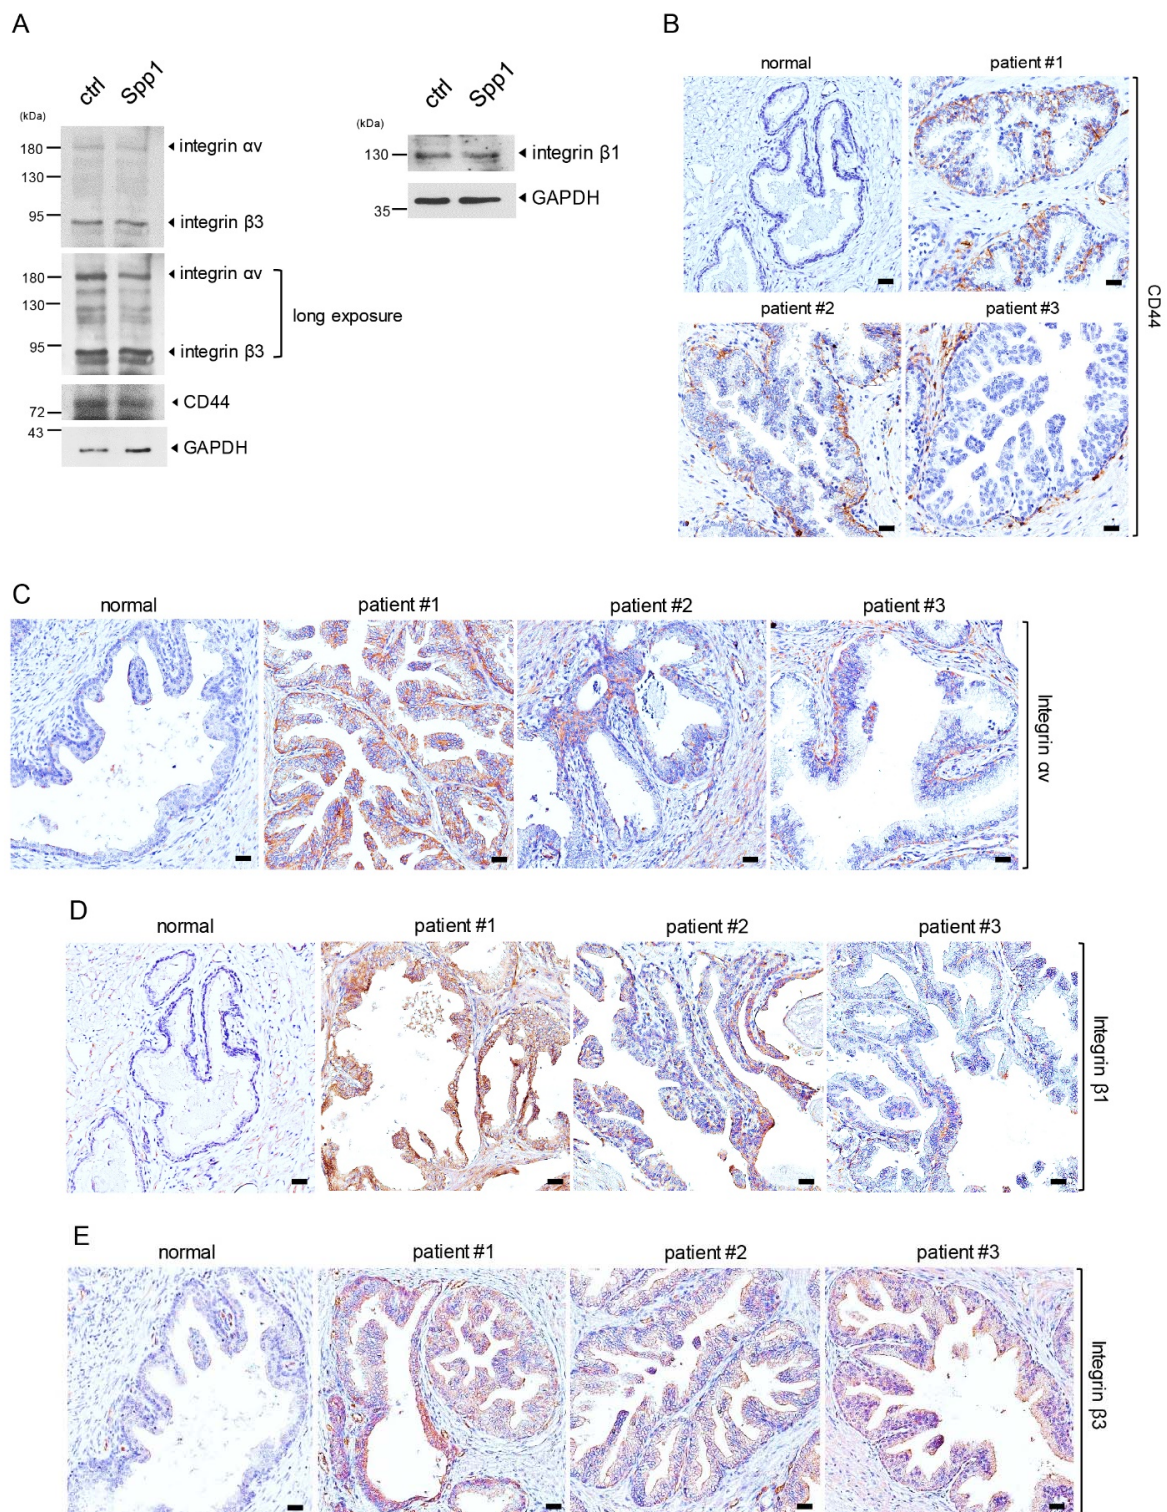 A
ctrl
Spp1
(kDa)
180
integrin αv
130
95
integrin β3
180
integrin αv
130
long exposure
95
integrin β3
CD44
72
43
GAPDH
ctrl
Spp1
(kDa)
130
integrin β1
GAPDH
35
B
normal
patient #1
patient #2
patient #3
CD44
C
normal
patient #1
patient #2
patient #3
Integrin αv
D
normal
patient #1
patient #2
patient #3
Integrin β1
E
normal
patient #1
patient #2
patient #3
Integrin β3